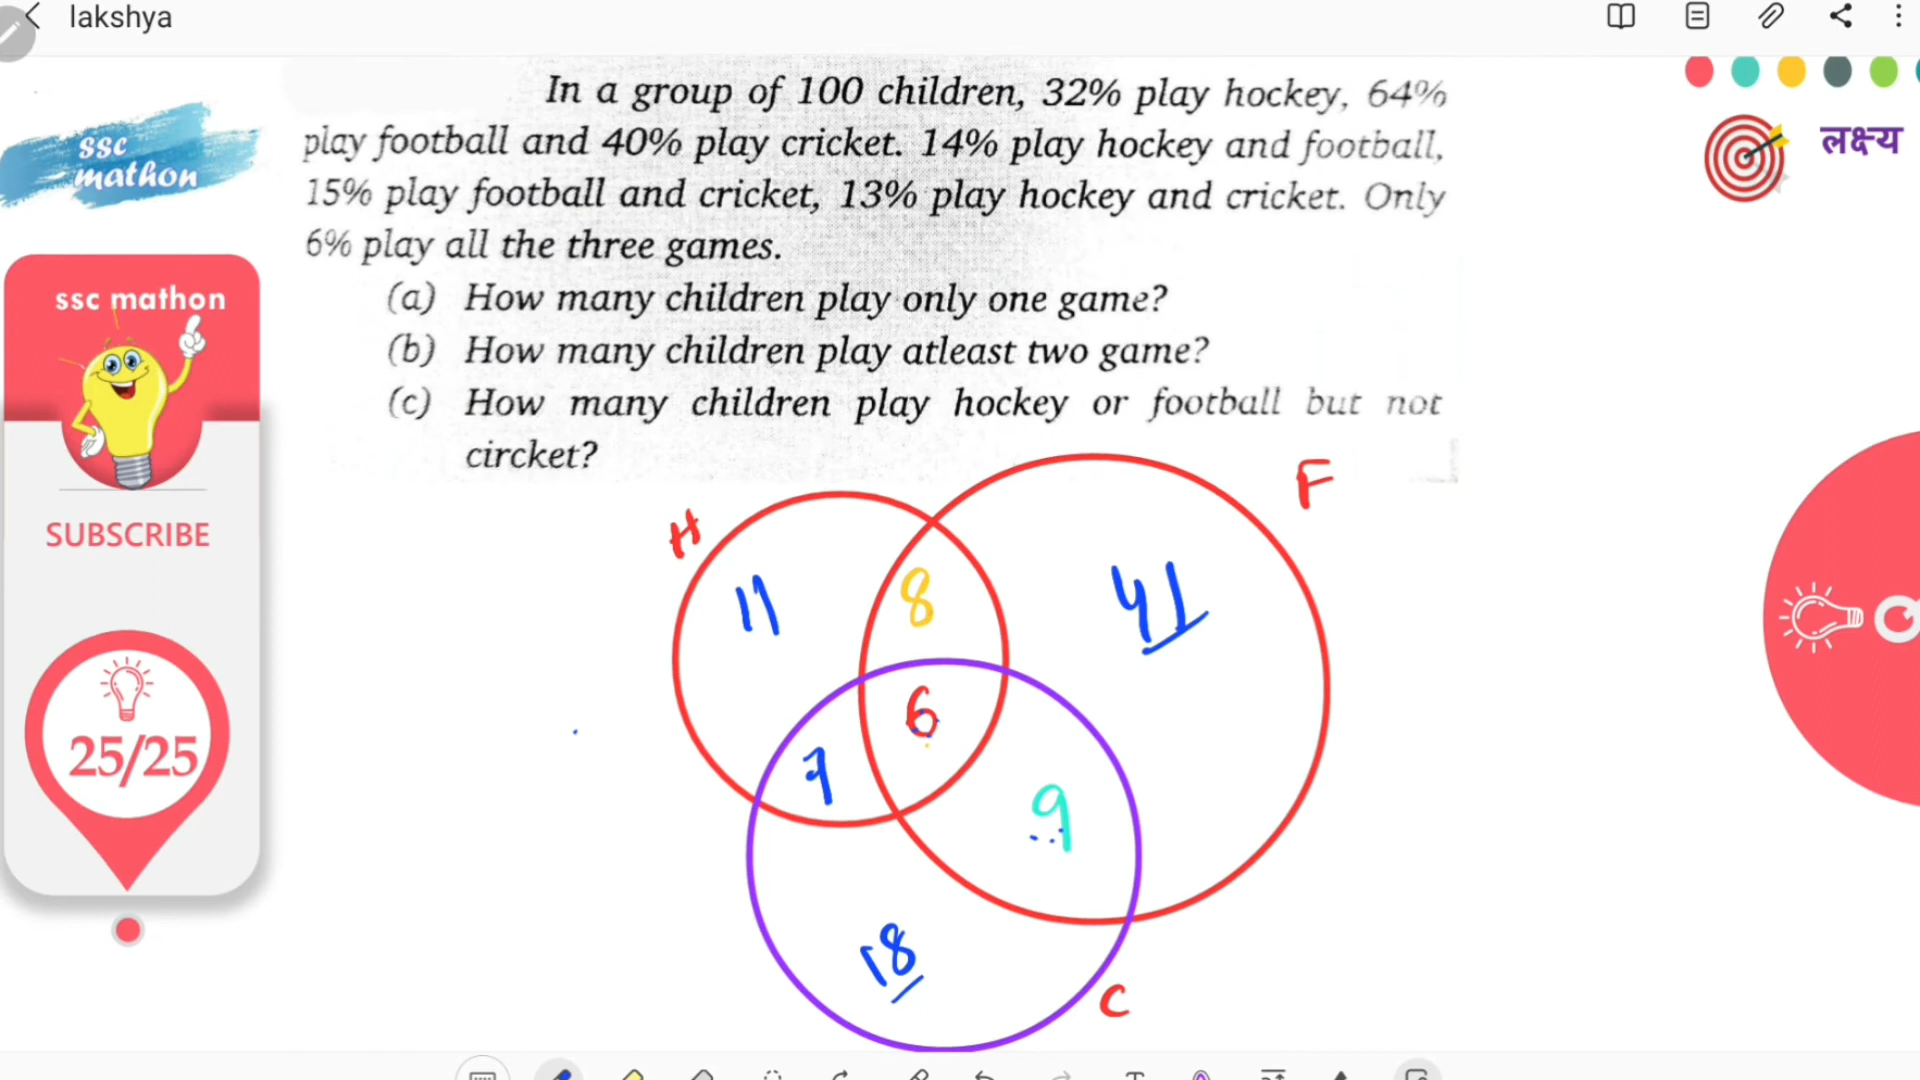 lakshya
In a group of 100 children, 32% play hockey, 64%
play football and 40% play cricket. 14% play hockey and football,
15% play football and cricket, 13% play hockey and cricket. Only
6% play all the three games.
(a) How many children play only one game?
(b) How many children play atleast two game?
(c) How many children play hockey or football but not
circket?
ssc
mathon
लक्ष्य
ssc mathon
SUBSCRIBE
25/25
H
F
11
8
41
6
7
9
18
C